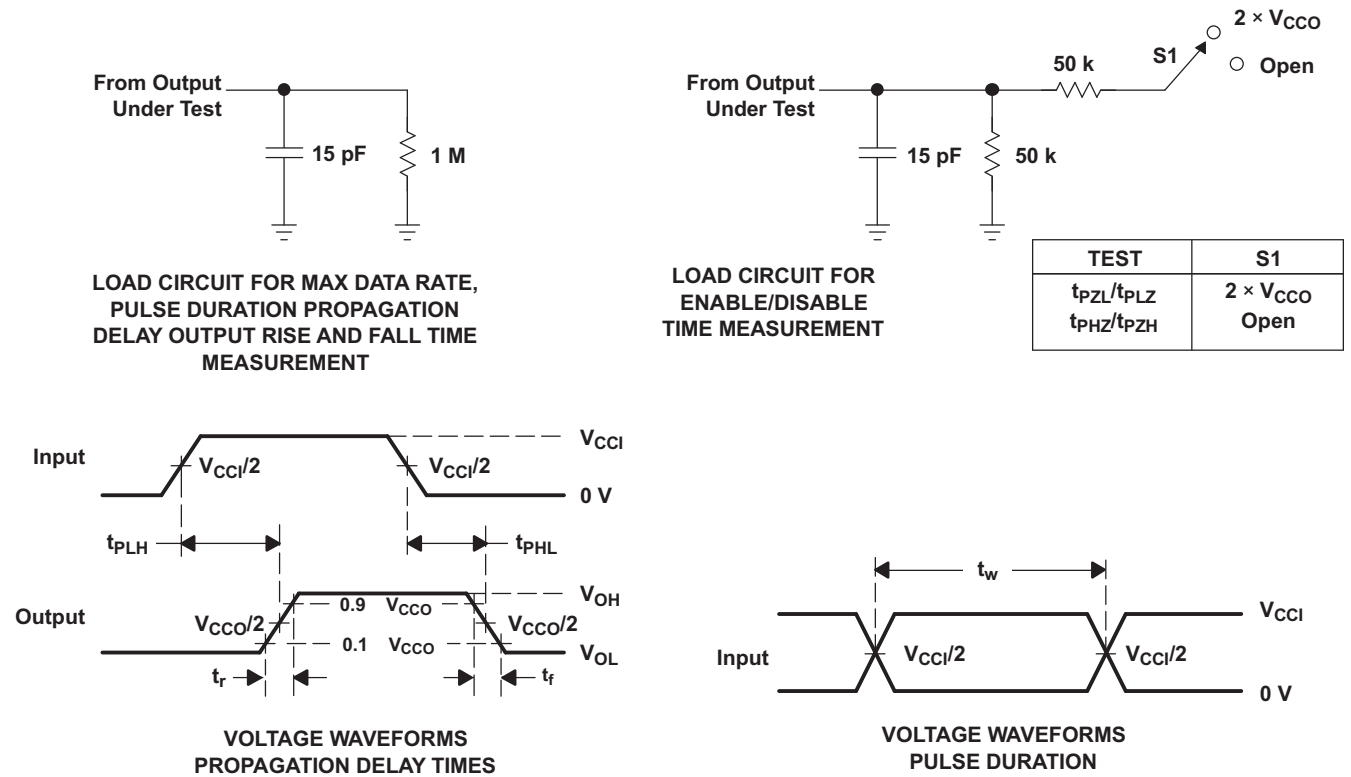 From Output
Under Test
15 pF
1 M
LOAD CIRCUIT FOR MAX DATA RATE,
PULSE DURATION PROPAGATION
DELAY OUTPUT RISE AND FALL TIME
MEASUREMENT
2 × VCCO
S1
Open
50 k
From Output
Under Test
15 pF
50 k
LOAD CIRCUIT FOR
ENABLE/DISABLE
TIME MEASUREMENT
TEST S1
tPZL/tPLZ 2 × VCCO
tPHZ/tPZH Open
Input
VCCI/2
VCCI/2
VCCI
0 V
tPLH
tPHL
Output
VCCO/2
0.9 VCCO
0.1 VCCO
VCCO/2
VOH
VOL
tr
tf
VOLTAGE WAVEFORMS
PROPAGATION DELAY TIMES
tw
Input
VCCI/2
VCCI/2
VCCI
0 V
VOLTAGE WAVEFORMS
PULSE DURATION